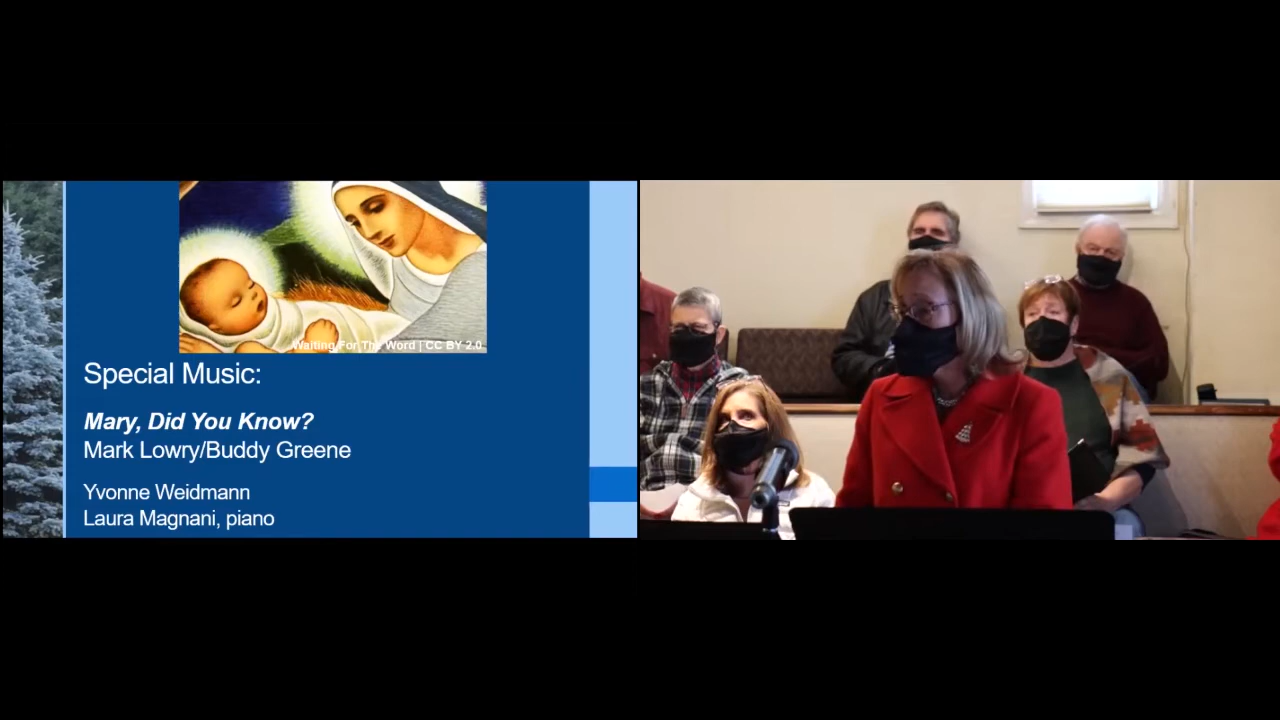 Waiting For The Word | CC BY 2.0
Special Music:
Mary, Did You Know?
Mark Lowry/Buddy Greene
Yvonne Weidmann
Laura Magnani, piano